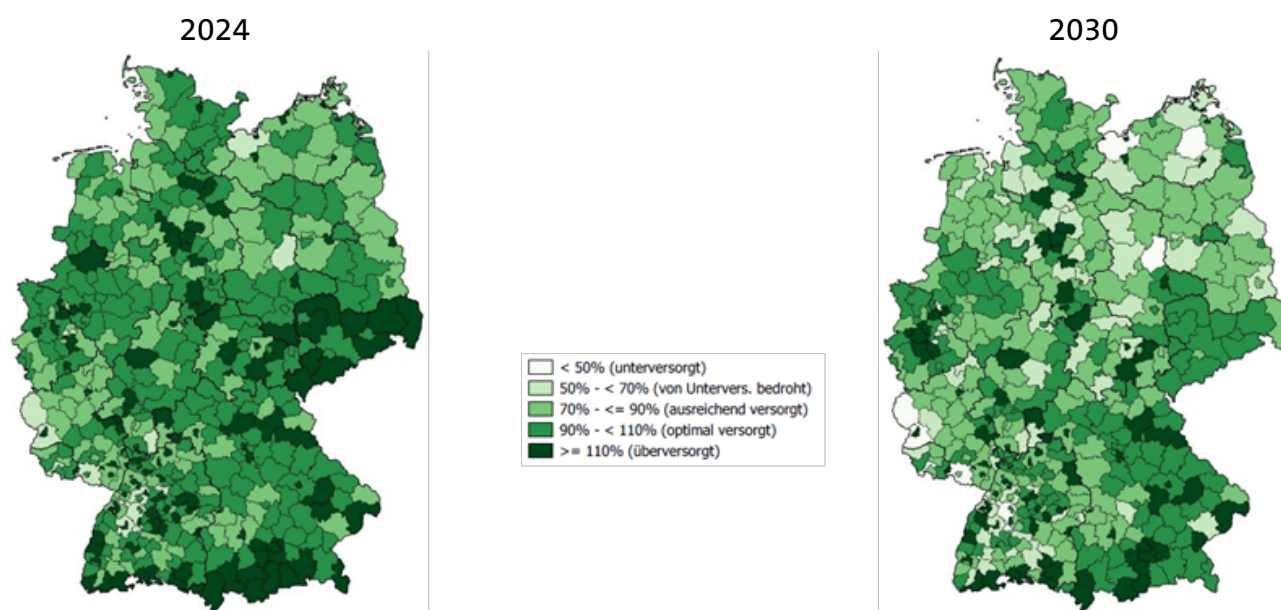 2024
2030
< 50% (unterversorgt)
50% - < 70% (von Untervers. bedroht)
70% - <= 90% (ausreichend versorgt)
90% - < 110% (optimal versorgt)
>= 110% (überversorgt)